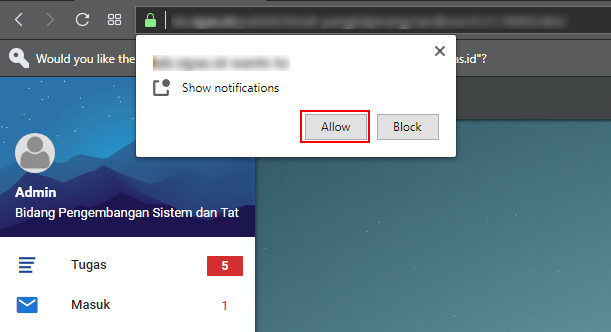 Would you like the
as.id"?
Show notifications
Allow
Block
Admin
Bidang Pengembangan Sistem dan Tat
Tugas
5
Masuk
1